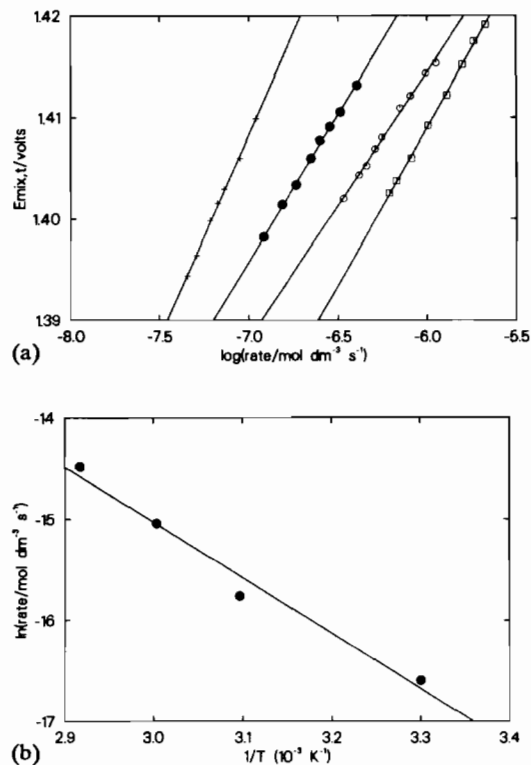 1.42
1.41
1.40
1.39
Emix,t/volts
-8.0 -7.5 -7.0 -6.5 -6.0 -5.5
log(rate/mol dm⁻³ s⁻¹)
(a)
-14
-15
-16
-17
ln(rate/mol dm⁻³ s⁻¹)
2.9 3.0 3.1 3.2 3.3 3.4
1/T (10⁻³ K⁻¹)
(b)